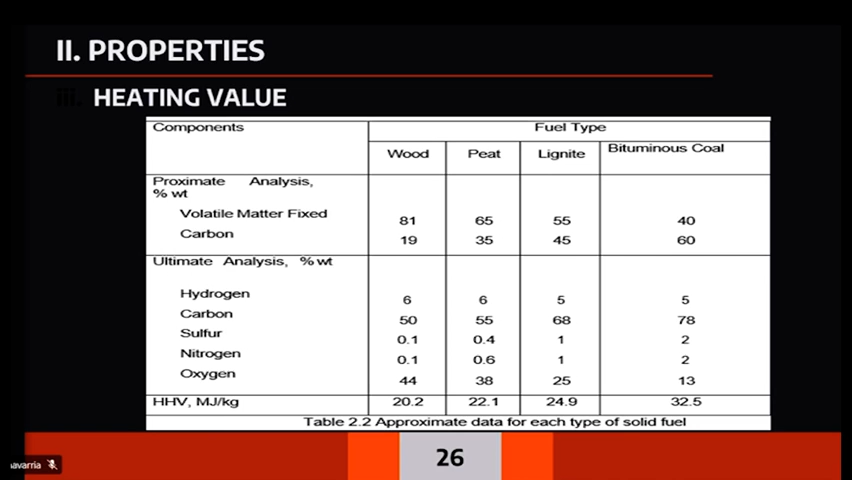 II. PROPERTIES
iii. HEATING VALUE
Components Fuel Type
Wood Peat Lignite Bituminous Coal
Proximate Analysis,
% wt
Volatile Matter Fixed 81 65 55 40
Carbon 19 35 45 60
Ultimate Analysis, % wt
Hydrogen 6 6 5 5
Carbon 50 55 68 78
Sulfur 0.1 0.4 1 2
Nitrogen 0.1 0.6 1 2
Oxygen 44 38 25 13
HHV, MJ/kg 20.2 22.1 24.9 32.5
Table 2.2 Approximate data for each type of solid fuel
26